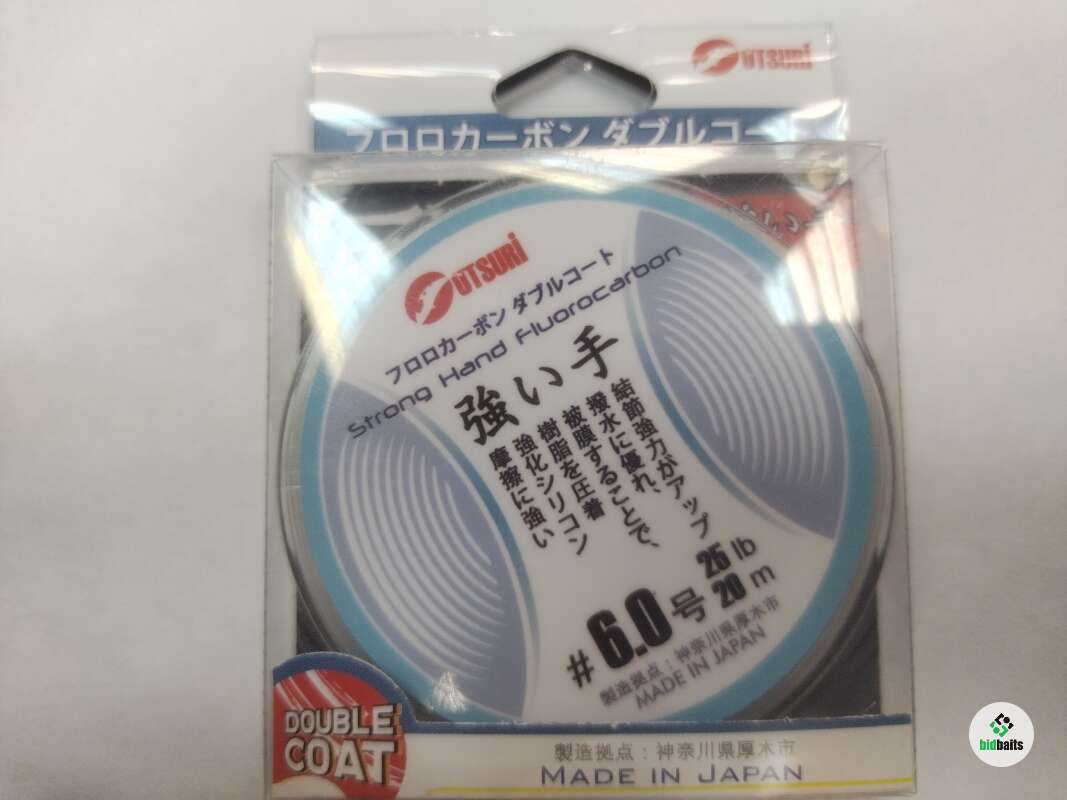 UTSURI
フロロカーボン ダブルコート
UTSURI
フロロカーボン ダブルコート
Strong Hand Fluorocarbon
強い手
結節強力がアップ
撥水に優れ、
被膜することで、
樹脂を圧着
強化シリコン
摩擦に強い
#6.0号
25 lb
20 m
製造拠点：神奈川県厚木市
MADE IN JAPAN
DOUBLE
COAT
製造拠点：神奈川県厚木市
MADE IN JAPAN
bidbaits